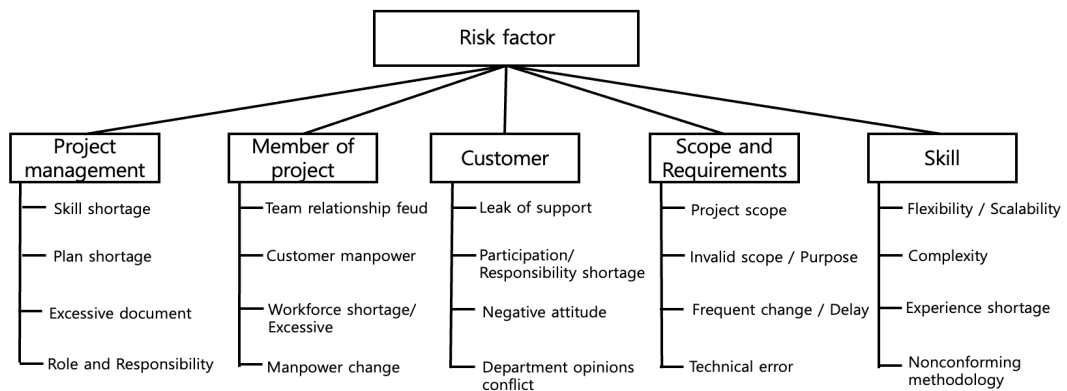 Risk factor
Project
management
Skill shortage
Plan shortage
Excessive document
Role and Responsibility
Member of
project
Team relationship feud
Customer manpower
Workforce shortage/
Excessive
Manpower change
Customer
Leak of support
Participation/
Responsibility shortage
Negative attitude
Department opinions
conflict
Scope and
Requirements
Project scope
Invalid scope / Purpose
Frequent change / Delay
Technical error
Skill
Flexibility / Scalability
Complexity
Experience shortage
Nonconforming
methodology